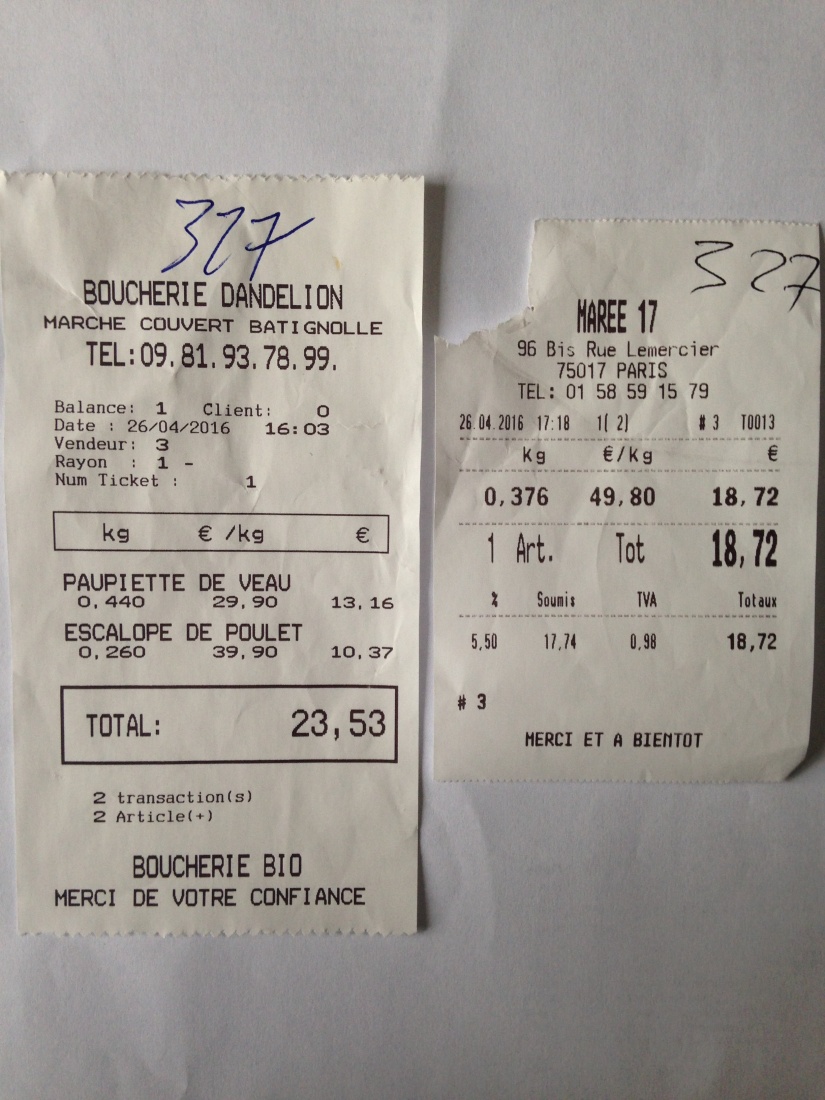 327
BOUCHERIE DANDELION
MARCHE COUVERT BATIGNOLLE
TEL:09.81.93.78.99.
Balance: 1 Client: 0
Date : 26/04/2016 16:03
Vendeur: 3
Rayon : 1 -
Num Ticket : 1
kg € /kg €
PAUPIETTE DE VEAU
0,440 29,90 13,16
ESCALOPE DE POULET
0,260 39,90 10,37
TOTAL: 23,53
2 transaction(s)
2 Article(+)
BOUCHERIE BIO
MERCI DE VOTRE CONFIANCE
327
MAREE 17
96 Bis Rue Lemercier
75017 PARIS
TEL: 01 58 59 15 79
26.04.2016 17:18 1( 2) # 3 T0013
kg €/kg €
0,376 49,80 18,72
1 Art. Tot 18,72
% Soumis TVA Totaux
5,50 17,74 0,98 18,72
# 3
MERCI ET A BIENTOT